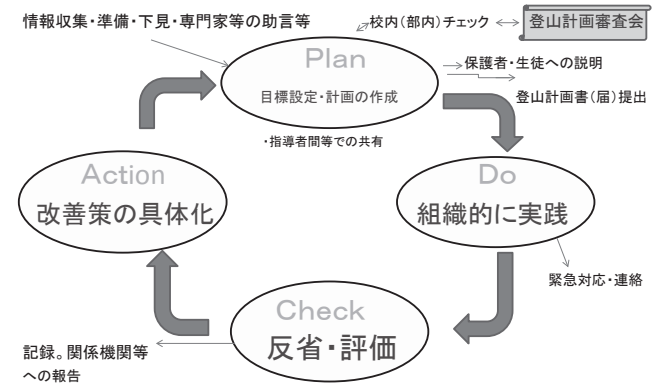 情報収集・準備・下見・専門家等の助言等
校内(部内)チェック
登山計画審査会
Plan
目標設定・計画の作成
保護者・生徒への説明
登山計画書(届)提出
・指導者間等での共有
Action
改善策の具体化
Do
組織的に実践
緊急対応・連絡
Check
反省・評価
記録。関係機関等
への報告